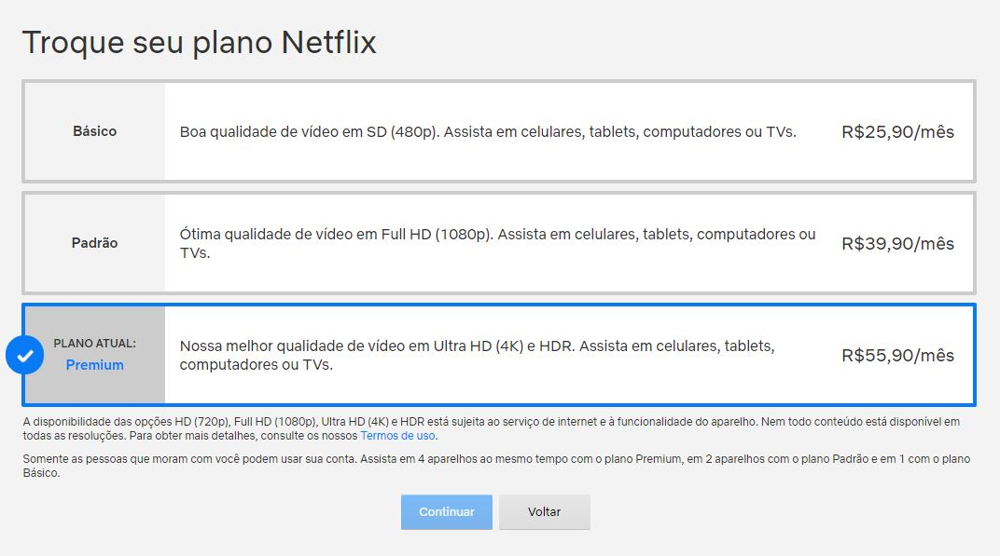 Troque seu plano Netflix
Básico
Boa qualidade de vídeo em SD (480p). Assista em celulares, tablets, computadores ou TVs.
R$25,90/mês
Padrão
Ótima qualidade de vídeo em Full HD (1080p). Assista em celulares, tablets, computadores ou
TVs.
R$39,90/mês
PLANO ATUAL:
Premium
Nossa melhor qualidade de vídeo em Ultra HD (4K) e HDR. Assista em celulares, tablets,
computadores ou TVs.
R$55,90/mês
A disponibilidade das opções HD (720p), Full HD (1080p), Ultra HD (4K) e HDR está sujeita ao serviço de internet e à funcionalidade do aparelho. Nem todo conteúdo está disponível em
todas as resoluções. Para obter mais detalhes, consulte os nossos Termos de uso.
Somente as pessoas que moram com você podem usar sua conta. Assista em 4 aparelhos ao mesmo tempo com o plano Premium, em 2 aparelhos com o plano Padrão e em 1 com o plano
Básico.
Continuar
Voltar